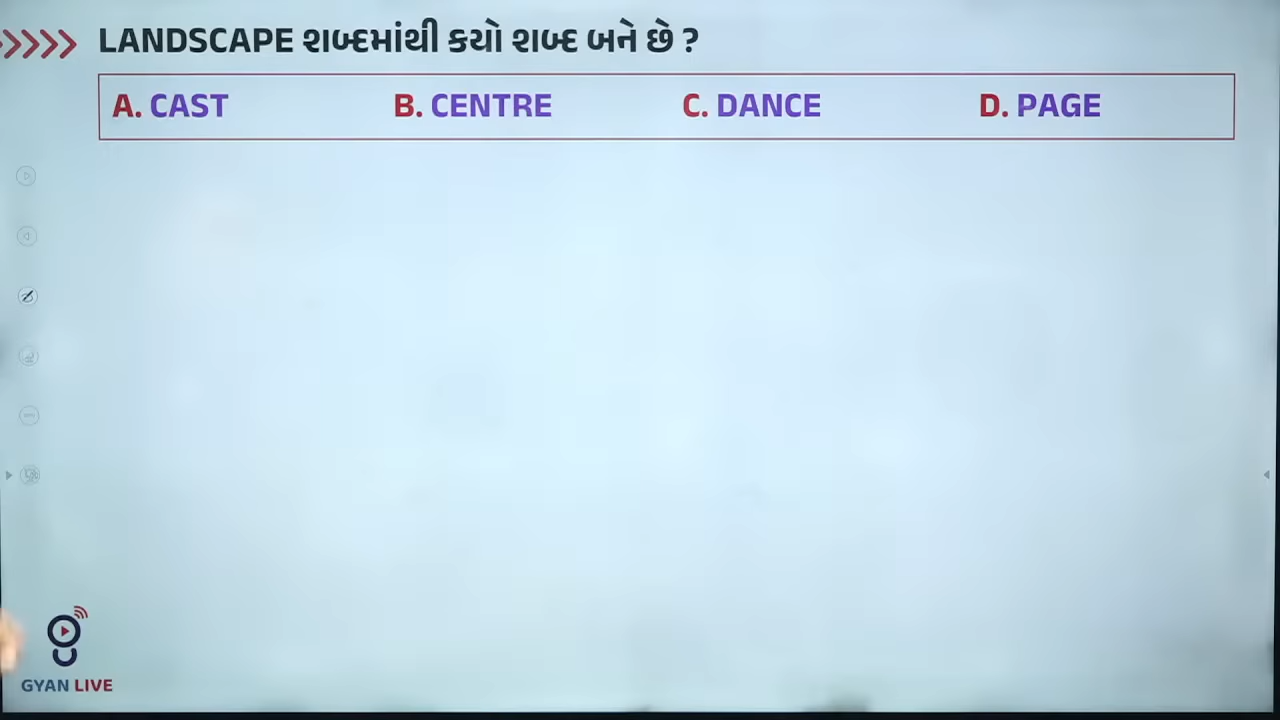 LANDSCAPE શબ્દમાંથી કયો શબ્દ બને છે ?
A. CAST B. CENTRE C. DANCE D. PAGE
GYAN LIVE